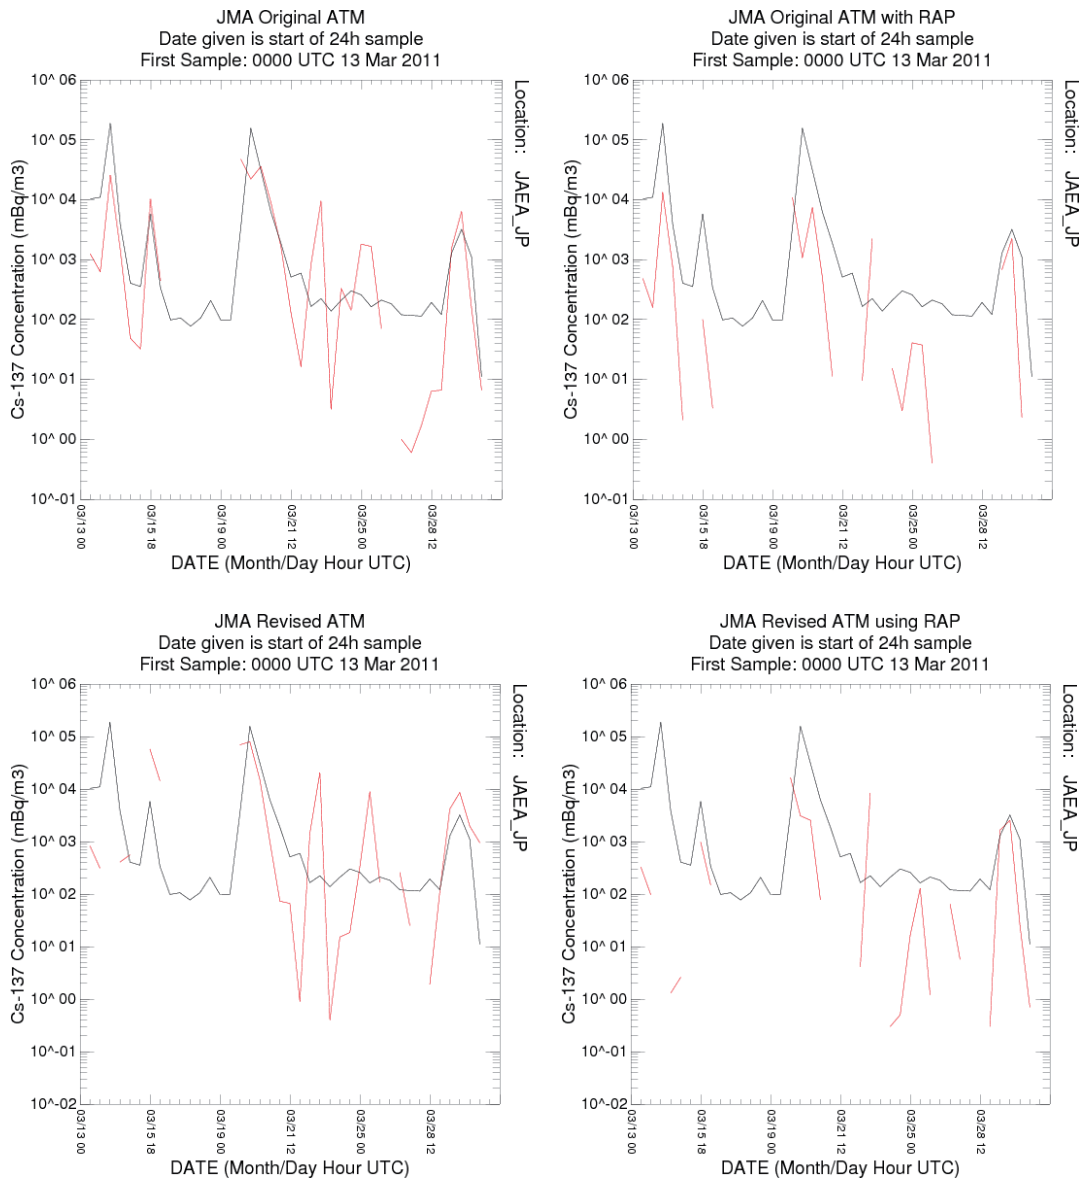 JMA Original ATM
Date given is start of 24h sample
First Sample: 0000 UTC 13 Mar 2011
10^ 06
10^ 05
10^ 04
10^ 03
10^ 02
10^ 01
10^ 00
10^-01
Cs-137 Concentration (mBq/m3)
Location: JAEA_JP
03/13 00
03/15 18
03/19 00
03/21 12
03/25 00
03/28 12
DATE (Month/Day Hour UTC)
JMA Original ATM with RAP
Date given is start of 24h sample
First Sample: 0000 UTC 13 Mar 2011
10^ 06
10^ 05
10^ 04
10^ 03
10^ 02
10^ 01
10^ 00
10^-01
Cs-137 Concentration (mBq/m3)
Location: JAEA_JP
03/13 00
03/15 18
03/19 00
03/21 12
03/25 00
03/28 12
DATE (Month/Day Hour UTC)
JMA Revised ATM
Date given is start of 24h sample
First Sample: 0000 UTC 13 Mar 2011
10^ 06
10^ 05
10^ 04
10^ 03
10^ 02
10^ 01
10^ 00
10^-01
10^-02
Cs-137 Concentration (mBq/m3)
Location: JAEA_JP
03/13 00
03/15 18
03/19 00
03/21 12
03/25 00
03/28 12
DATE (Month/Day Hour UTC)
JMA Revised ATM using RAP
Date given is start of 24h sample
First Sample: 0000 UTC 13 Mar 2011
10^ 06
10^ 05
10^ 04
10^ 03
10^ 02
10^ 01
10^ 00
10^-01
10^-02
Cs-137 Concentration (mBq/m3)
Location: JAEA_JP
03/13 00
03/15 18
03/19 00
03/21 12
03/25 00
03/28 12
DATE (Month/Day Hour UTC)